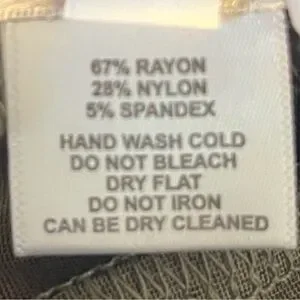 67% RAYON
28% NYLON
5% SPANDEX
HAND WASH COLD
DO NOT BLEACH
DRY FLAT
DO NOT IRON
CAN BE DRY CLEANED